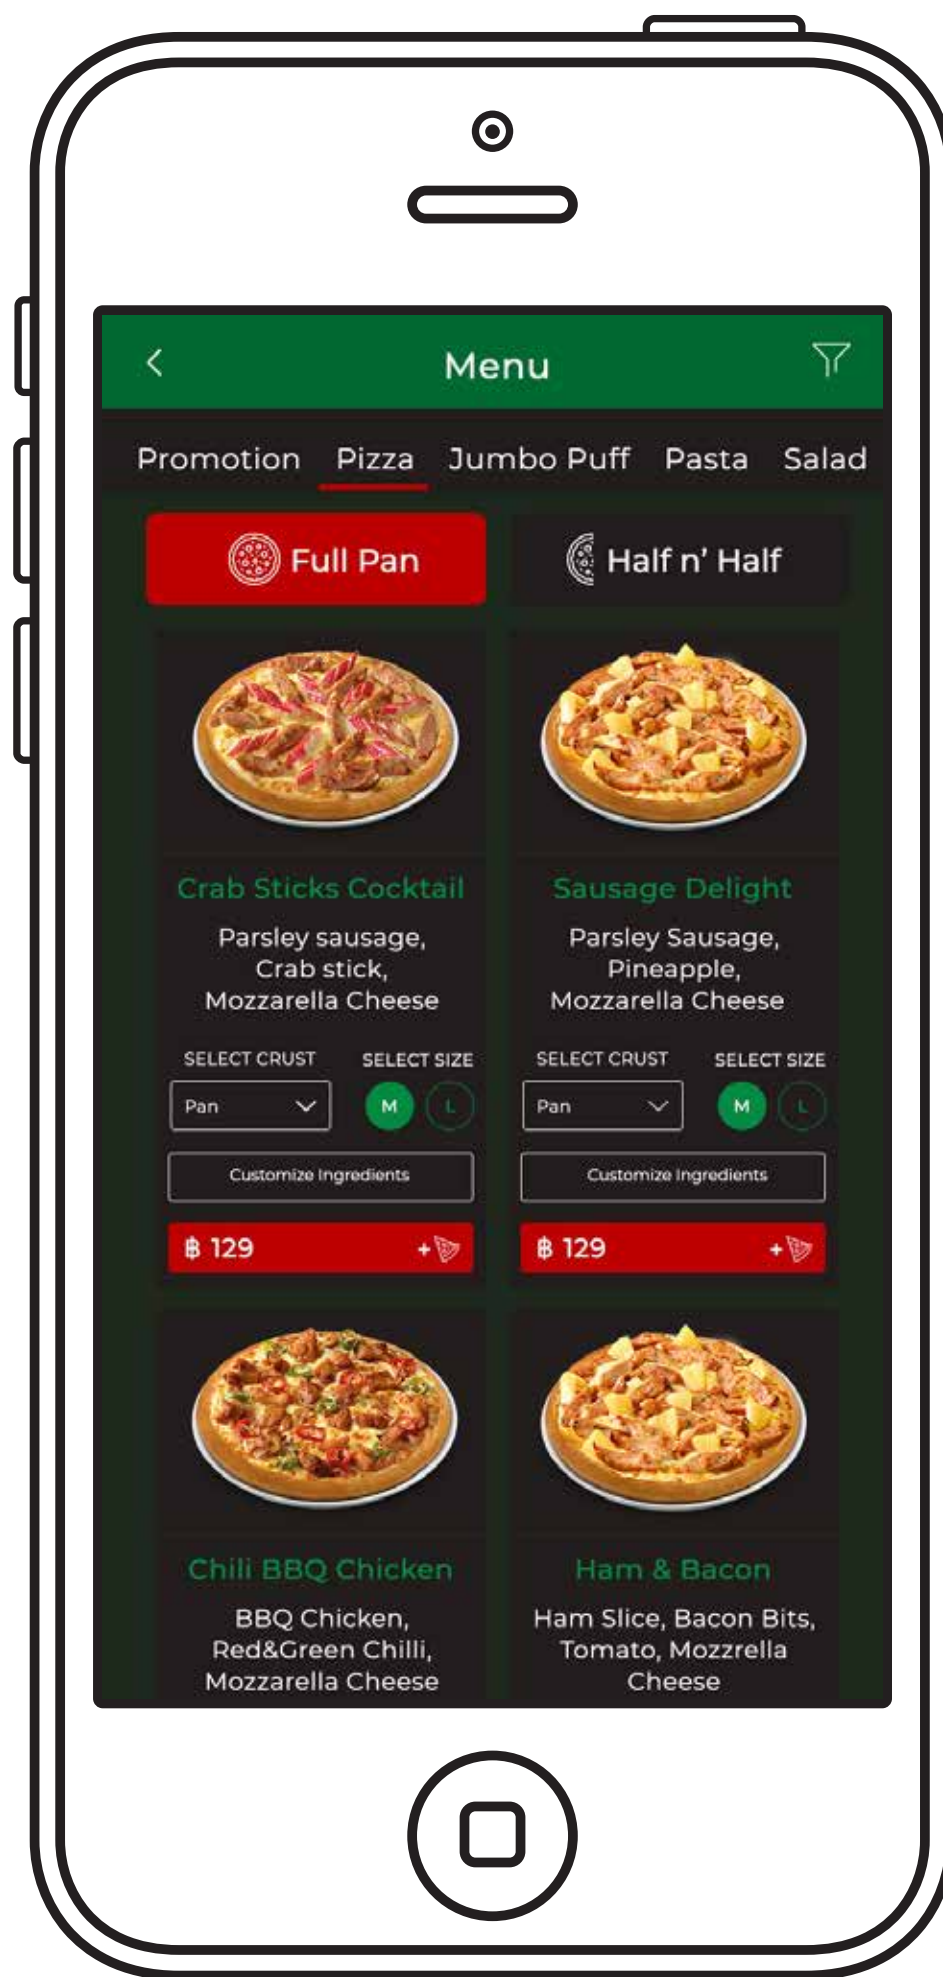 Menu
Promotion Pizza Jumbo Puff Pasta Salad
Full Pan
Half n' Half
Crab Sticks Cocktail
Parsley sausage,
Crab stick,
Mozzarella Cheese
SELECT CRUST SELECT SIZE
Pan M L
Customize Ingredients
฿ 129 +
Sausage Delight
Parsley Sausage,
Pineapple,
Mozzarella Cheese
SELECT CRUST SELECT SIZE
Pan M L
Customize Ingredients
฿ 129 +
Chili BBQ Chicken
BBQ Chicken,
Red&Green Chilli,
Mozzarella Cheese
Ham & Bacon
Ham Slice, Bacon Bits,
Tomato, Mozzrella
Cheese